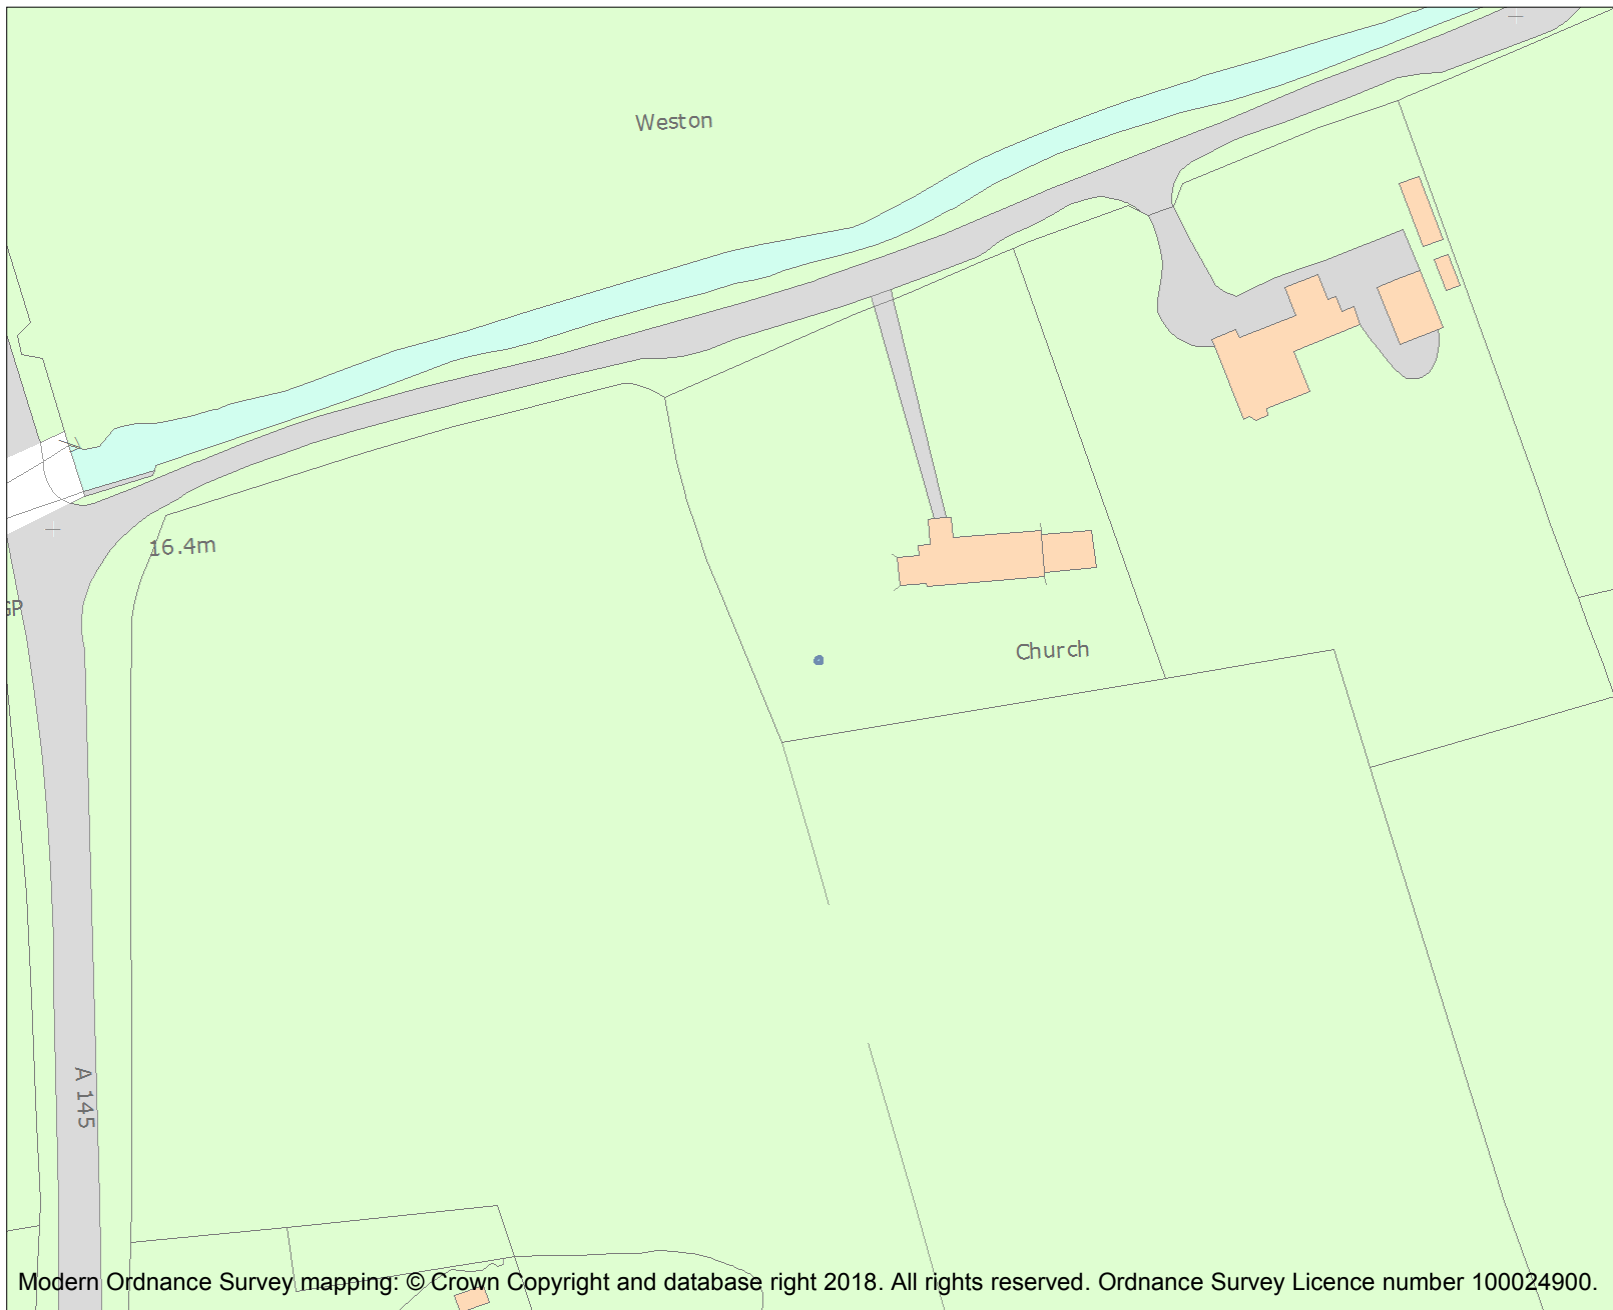 Weston
16.4m
GP
Church
A 145
Modern Ordnance Survey mapping: © Crown Copyright and database right 2018. All rights reserved. Ordnance Survey Licence number 100024900.